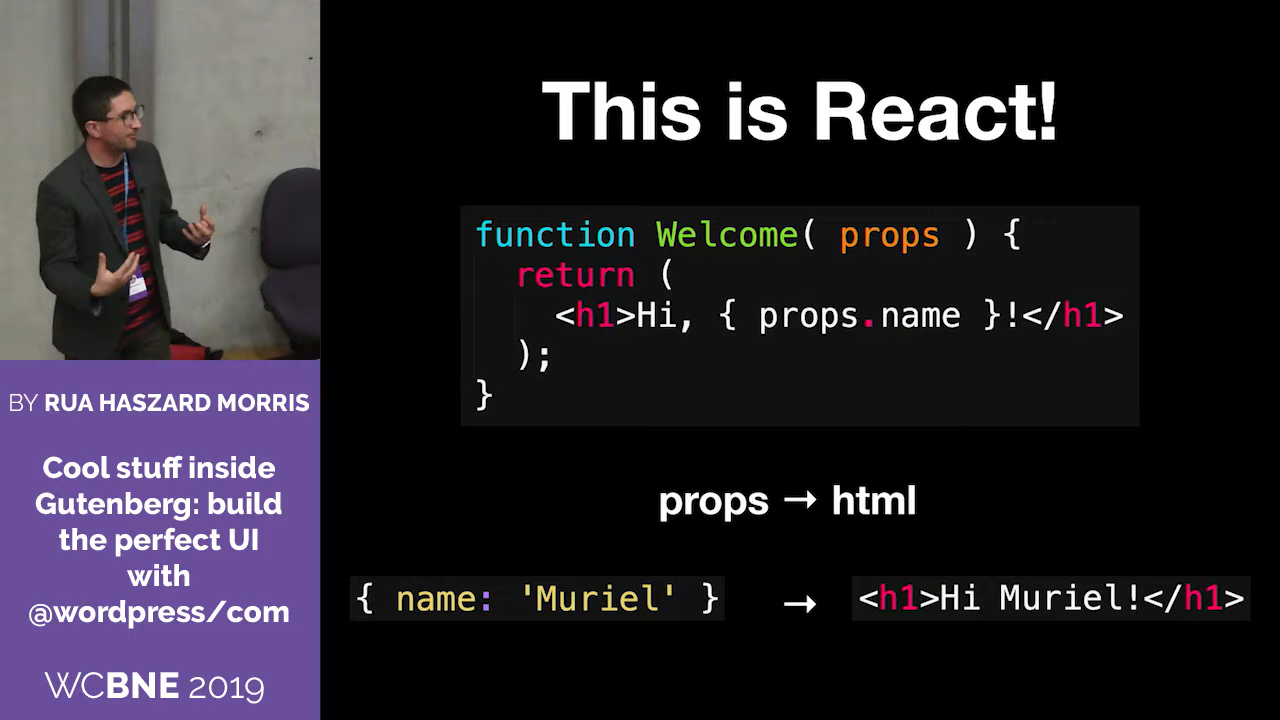 This is React!
function Welcome( props ) {
return (
<h1>Hi, { props.name }!</h1>
);
}
props → html
{ name: 'Muriel' } → <h1>Hi Muriel!</h1>
BY RUA HASZARD MORRIS
Cool stuff inside
Gutenberg: build
the perfect UI
with
@wordpress/com
WCBNE 2019